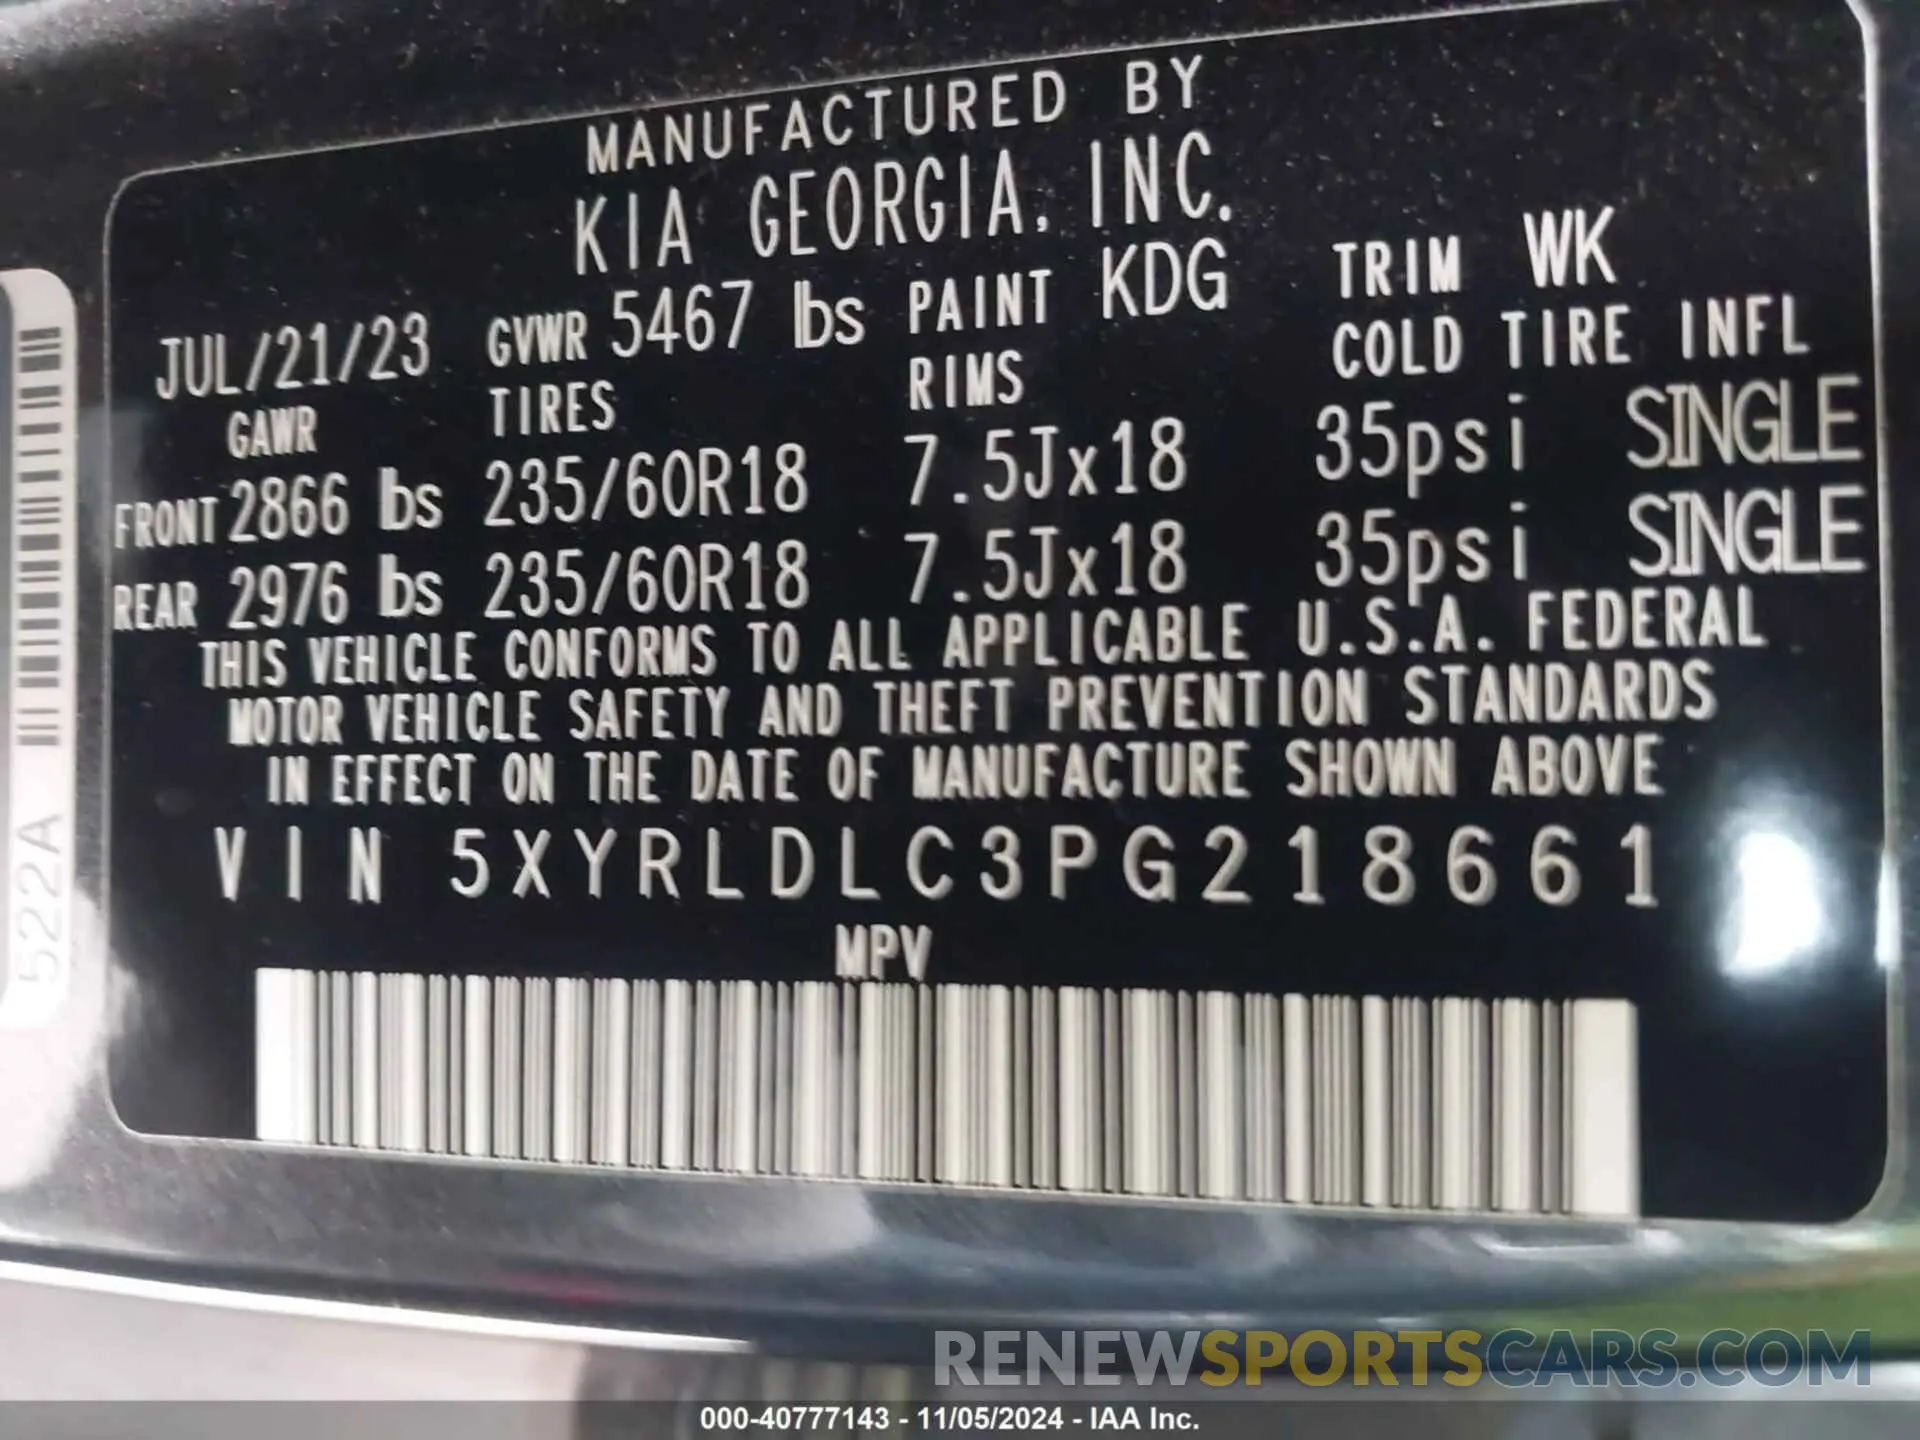 MANUFACTURED BY
KIA GEORGIA, INC.
JUL/21/23 GVWR 5467 lbs PAINT KDG TRIM WK
GAWR TIRES RIMS COLD TIRE INFL
FRONT 2866 lbs 235/60R18 7.5Jx18 35psi SINGLE
REAR 2976 lbs 235/60R18 7.5Jx18 35psi SINGLE
THIS VEHICLE CONFORMS TO ALL APPLICABLE U.S.A. FEDERAL
MOTOR VEHICLE SAFETY AND THEFT PREVENTION STANDARDS
IN EFFECT ON THE DATE OF MANUFACTURE SHOWN ABOVE
VIN 5XYRLDLC3PG218661
MPV
522A
RENEWSPORTSCARS.COM
000-40777143 - 11/05/2024 - IAA Inc.